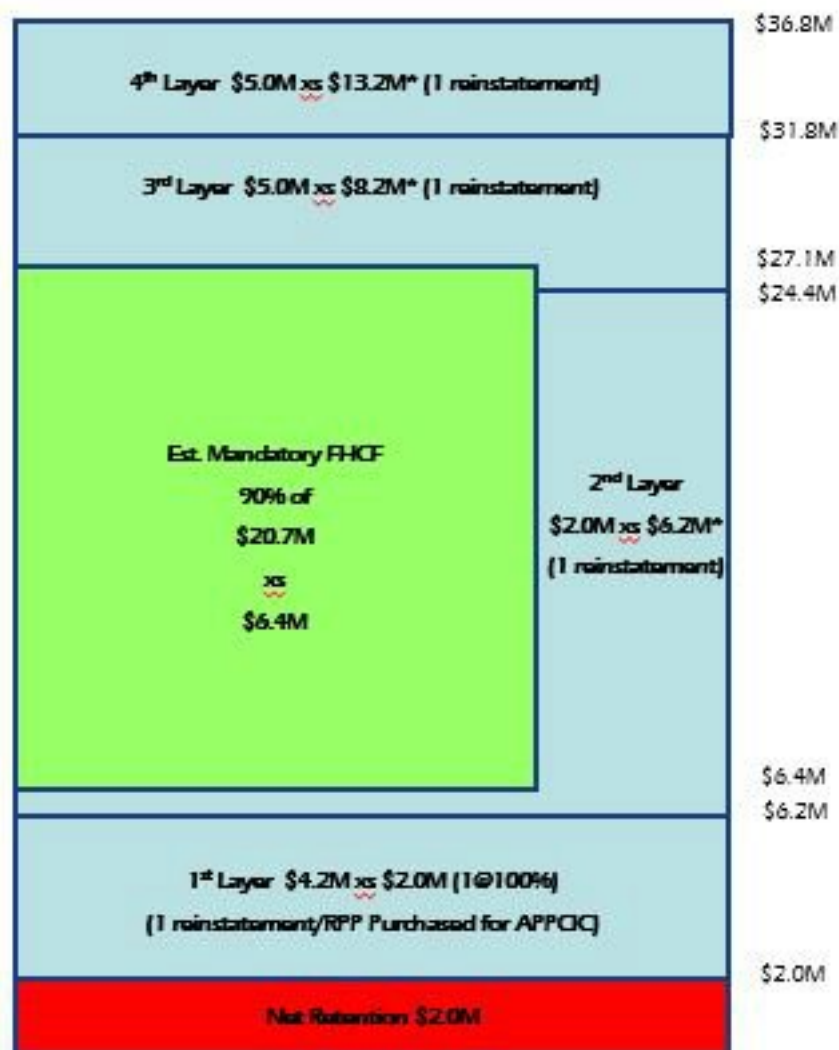 $36.8M
4th Layer $5.0M xs $13.2M* (1 reinstatement)
$31.8M
3rd Layer $5.0M xs $8.2M* (1 reinstatement)
$27.1M
$24.4M
Est. Mandatory FHCF
90% of
$20.7M
xs
$6.4M
2nd Layer
$2.0M xs $6.2M*
(1 reinstatement)
$6.4M
$6.2M
1st Layer $4.2M xs $2.0M (1@100%)
(1 reinstatement/RPP Purchased for APPCIC)
$2.0M
Net Retention $2.0M